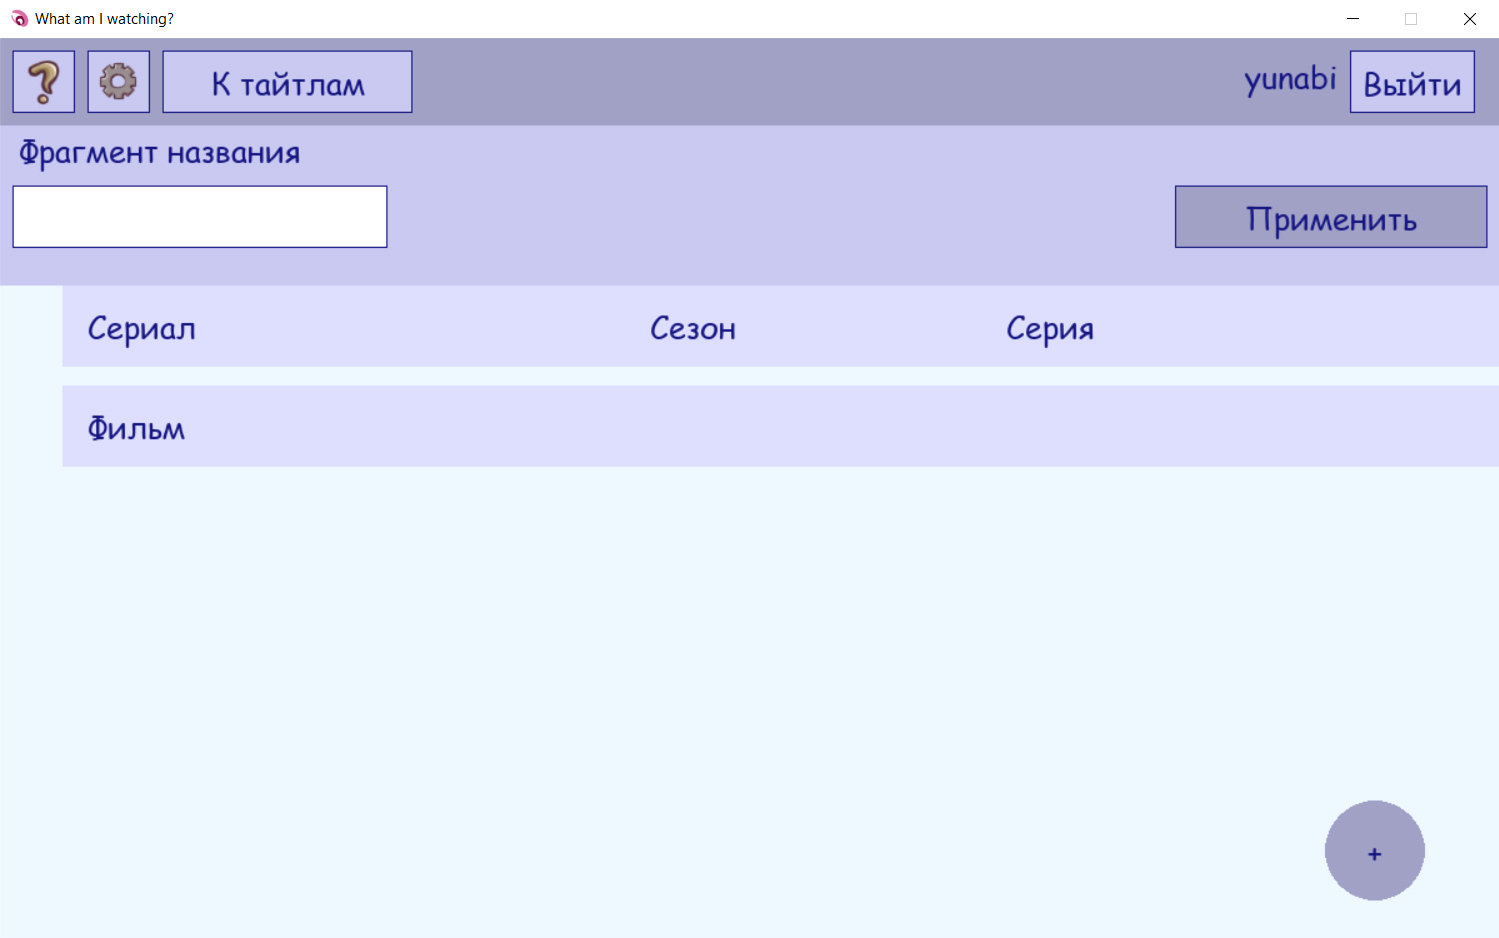 What am I watching?
? К тайтлам yunabi Выйти
Фрагмент названия
Применить
Сериал Сезон Серия
Фильм
+